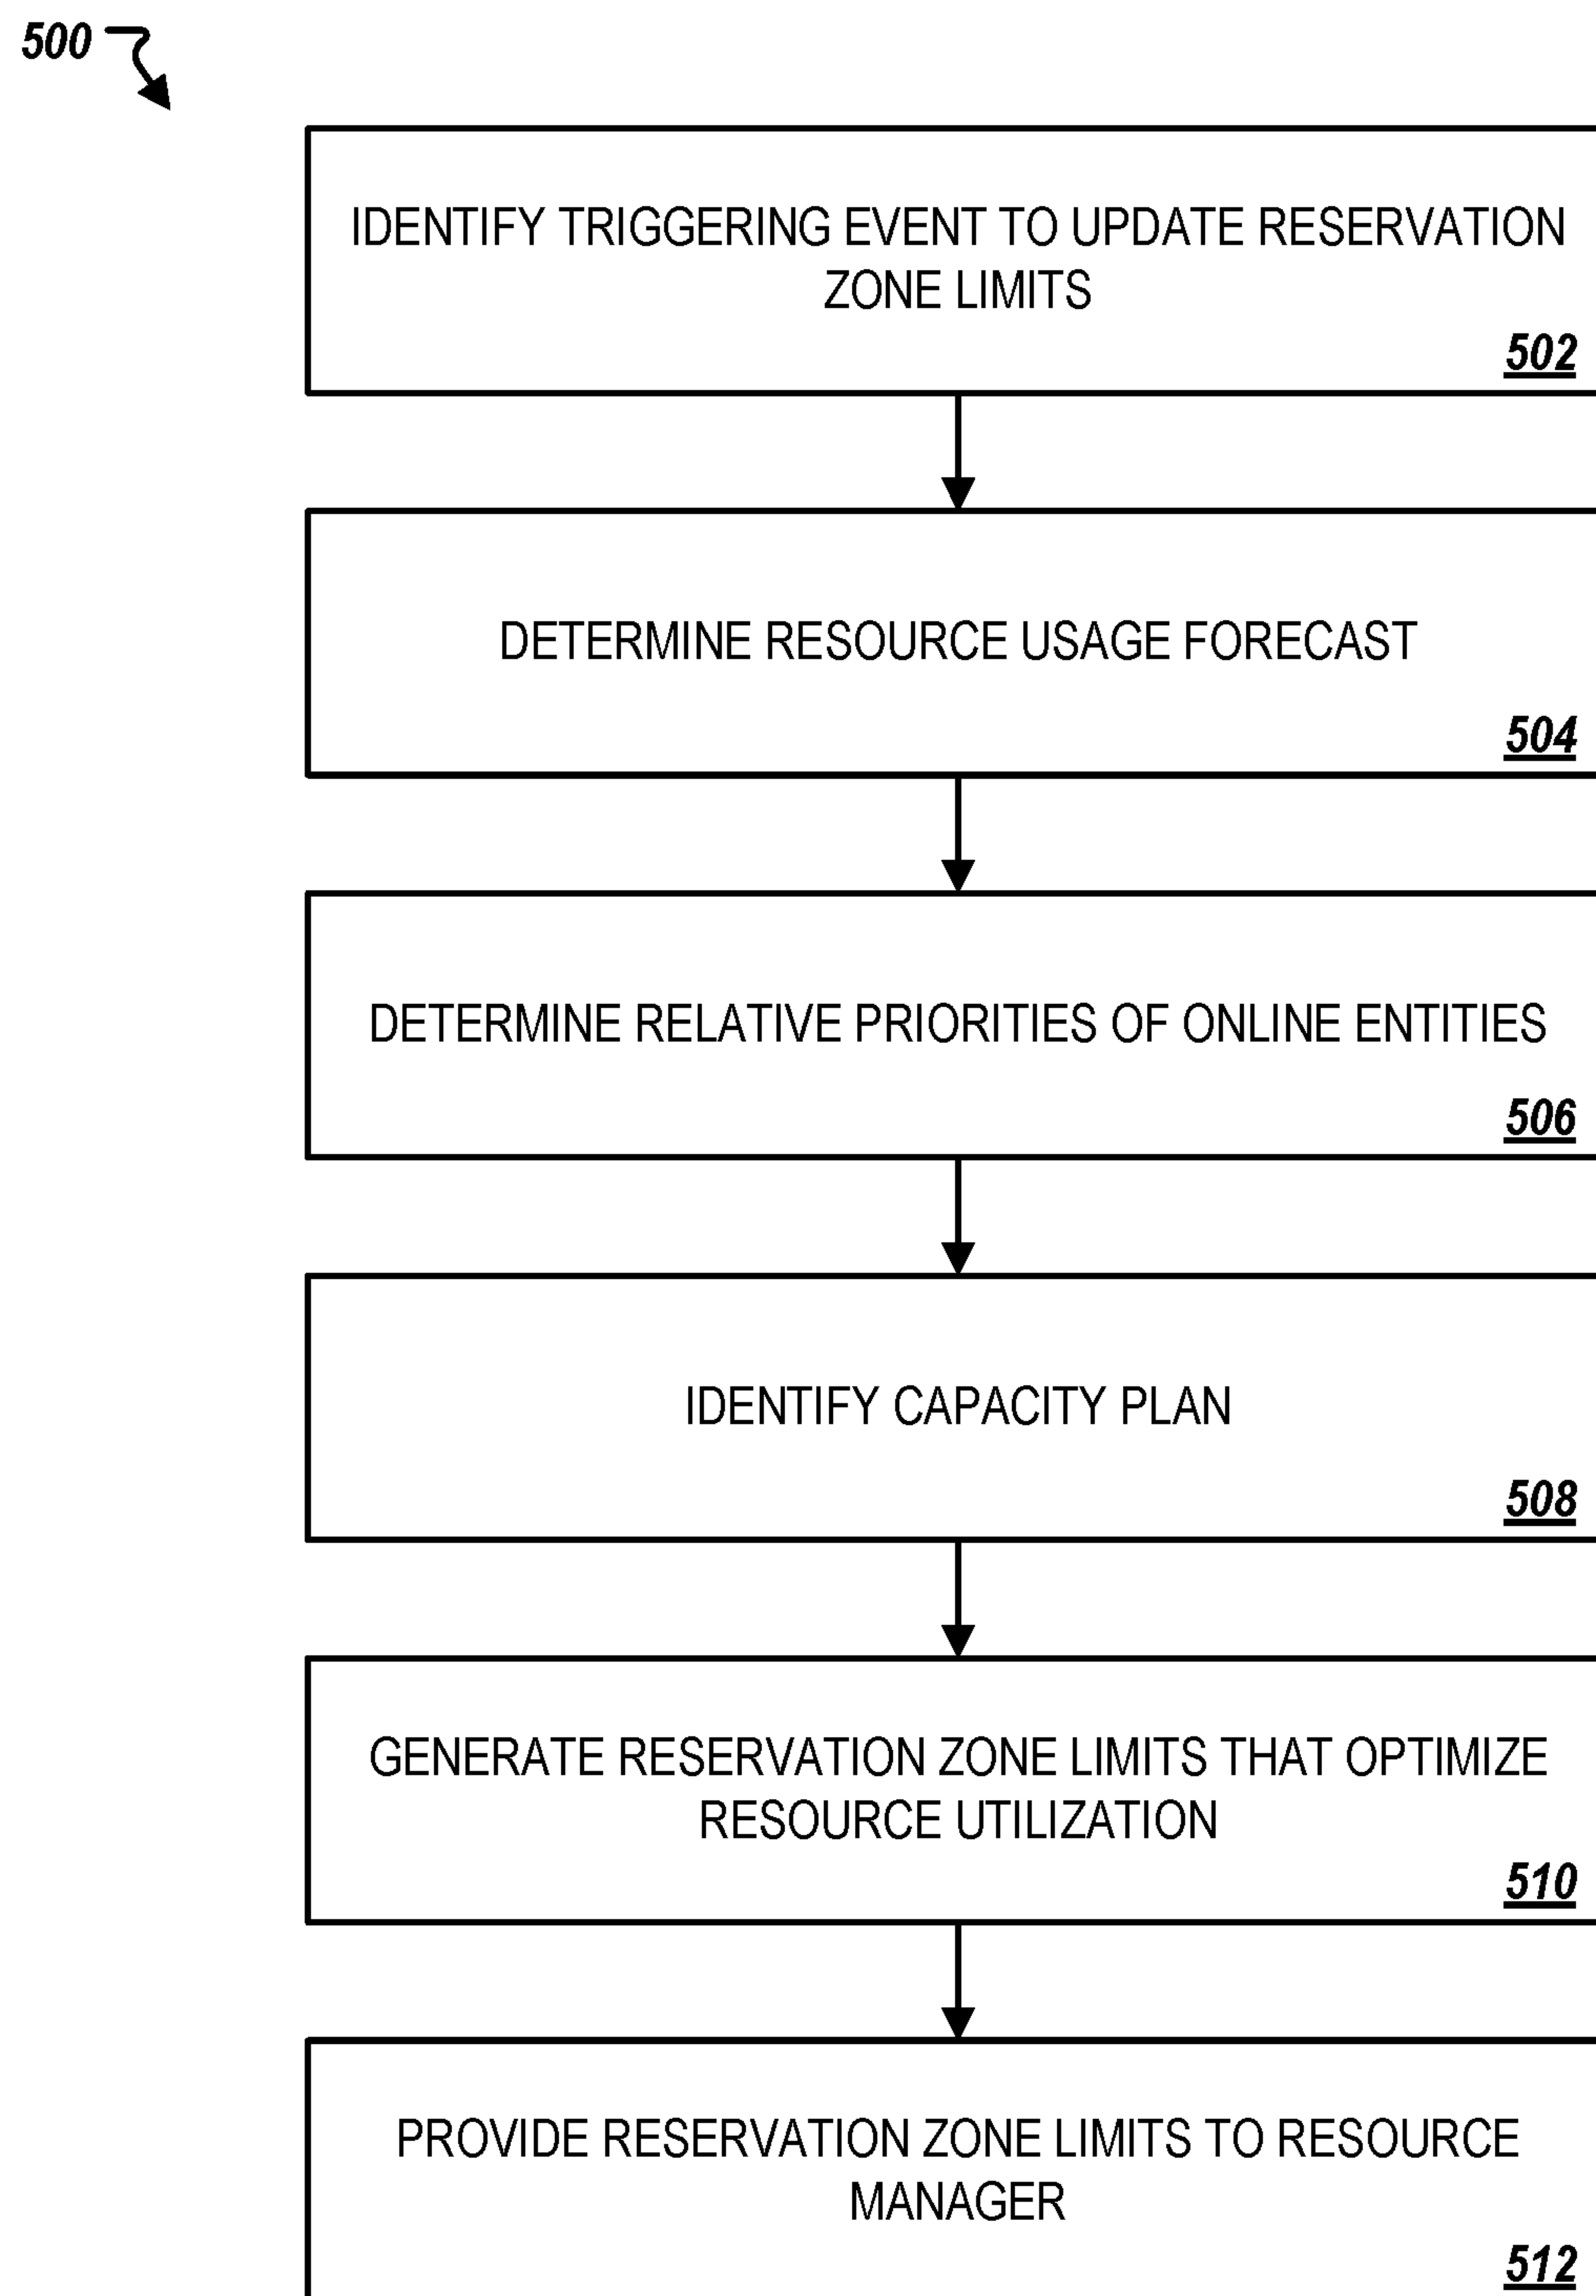 500
IDENTIFY TRIGGERING EVENT TO UPDATE RESERVATION
ZONE LIMITS
502
DETERMINE RESOURCE USAGE FORECAST
504
DETERMINE RELATIVE PRIORITIES OF ONLINE ENTITIES
506
IDENTIFY CAPACITY PLAN
508
GENERATE RESERVATION ZONE LIMITS THAT OPTIMIZE
RESOURCE UTILIZATION
510
PROVIDE RESERVATION ZONE LIMITS TO RESOURCE
MANAGER
512